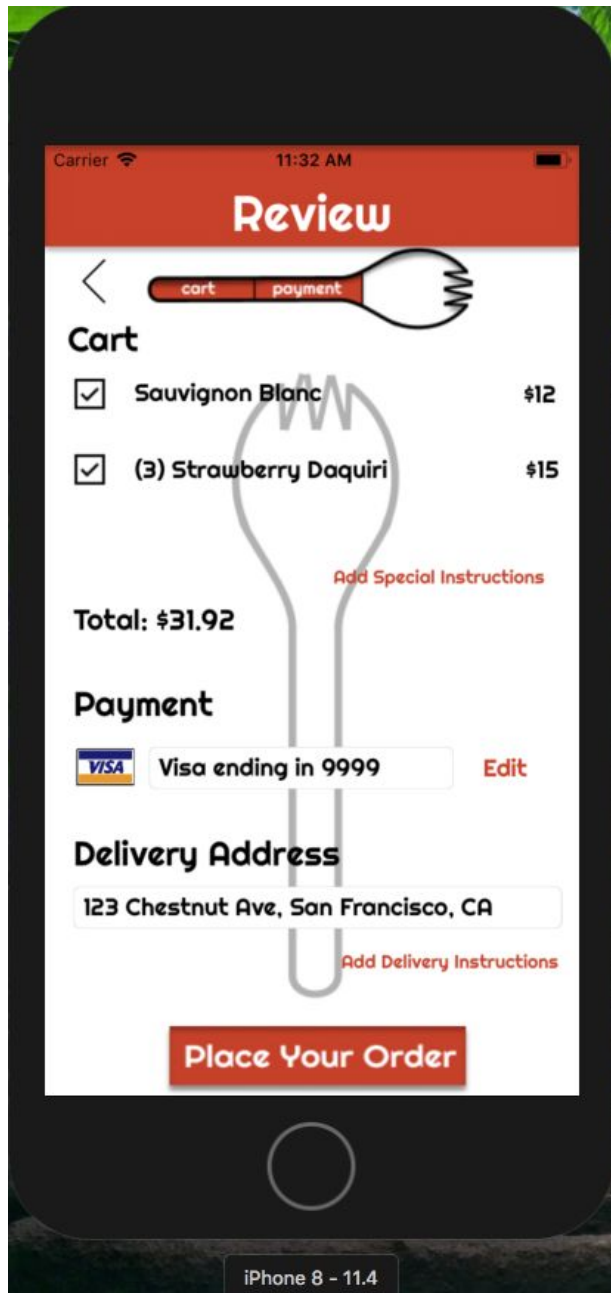 Carrier 11:32 AM
Review
cart payment
Cart
Sauvignon Blanc $12
(3) Strawberry Daquiri $15
Add Special Instructions
Total: $31.92
Payment
VISA Visa ending in 9999 Edit
Delivery Address
123 Chestnut Ave, San Francisco, CA
Add Delivery Instructions
Place Your Order
iPhone 8 - 11.4